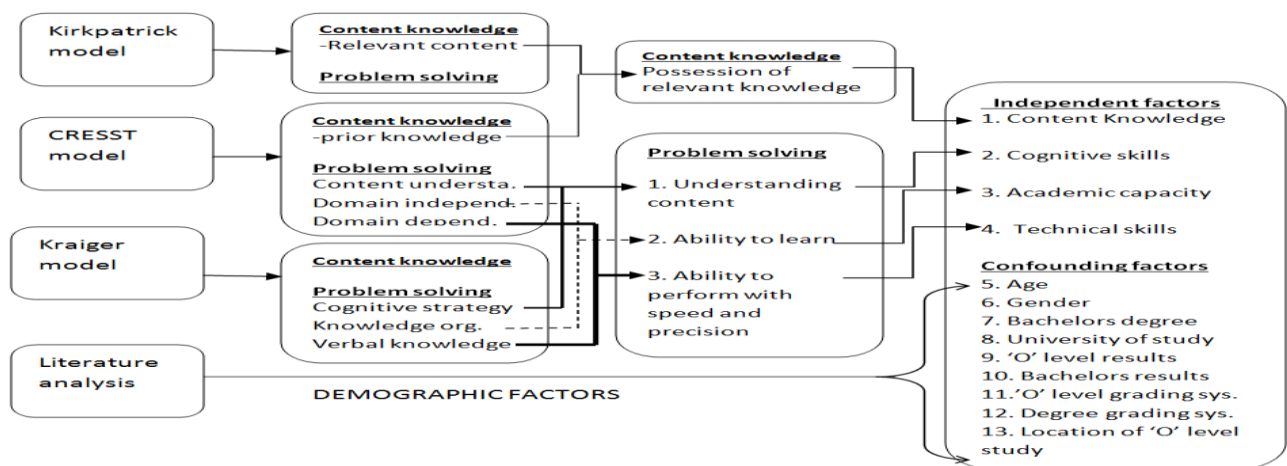 Kirkpatrick
model
Content knowledge
-Relevant content
Problem solving
Content knowledge
Possession of
relevant knowledge
CRESST
model
Content knowledge
-prior knowledge
Problem solving
Content understa.
Domain independ.
Domain depend.
Kraiger
model
Content knowledge
Problem solving
Cognitive strategy
Knowledge org.
Verbal knowledge
Problem solving
1. Understanding
content
2. Ability to learn
3. Ability to
perform with
speed and
precision
Literature
analysis
DEMOGRAPHIC FACTORS
Independent factors
1. Content Knowledge
2. Cognitive skills
3. Academic capacity
4. Technical skills
Confounding factors
5. Age
6. Gender
7. Bachelors degree
8. University of study
9. ‘O’ level results
10. Bachelors results
11.’O’ level grading sys.
12. Degree grading sys.
13. Location of ‘O’ level
study